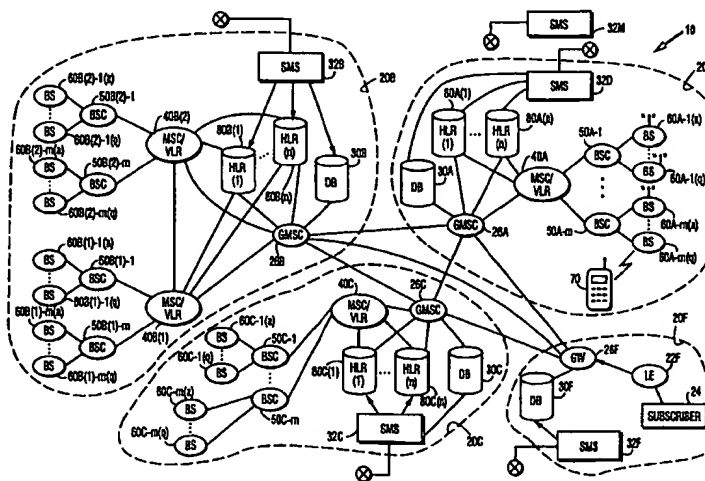 SMS
32M
10
60B(2)-1(a)
BS
50B(2)-1
BSC
BS
60B(2)-1(q)
60B(2)-m(a)
BS
50B(2)-m
BSC
BS
60B(2)-m(q)
40B(2)
MSC/
VLR
80B(1)
SMS
32B
20B
HLR
(1)
HLR
(n)
80B(n)
30B
DB
GMSC
26B
60B(1)-1(a)
BS
50B(1)-1
BSC
BS
60B(1)-1(q)
60B(1)-m(a)
BS
50B(1)-m
BSC
BS
60B(1)-m(q)
MSC/
VLR
40B(1)
SMS
32D
80A(1)
80A(n)
HLR
(1)
HLR
(n)
30A
DB
40A
MSC/
VLR
GMSC
26A
50A-1
BSC
60A-1(a)
BS
BS
60A-1(q)
50A-m
BSC
BS
60A-m(a)
BS
60A-m(q)
70
40C
MSC/
VLR
26C
GMSC
60C-1(a)
BS
50C-1
BSC
60C-1(q)
BS
60C-m(a)
BS
BSC
50C-m
BS
60C-m(q)
80C(1)
HLR
(1)
HLR
(n)
80C(n)
DB
30C
32C
SMS
20C
20F
GW
26F
22F
LE
24
SUBSCRIBER
DB
30F
SMS
32F